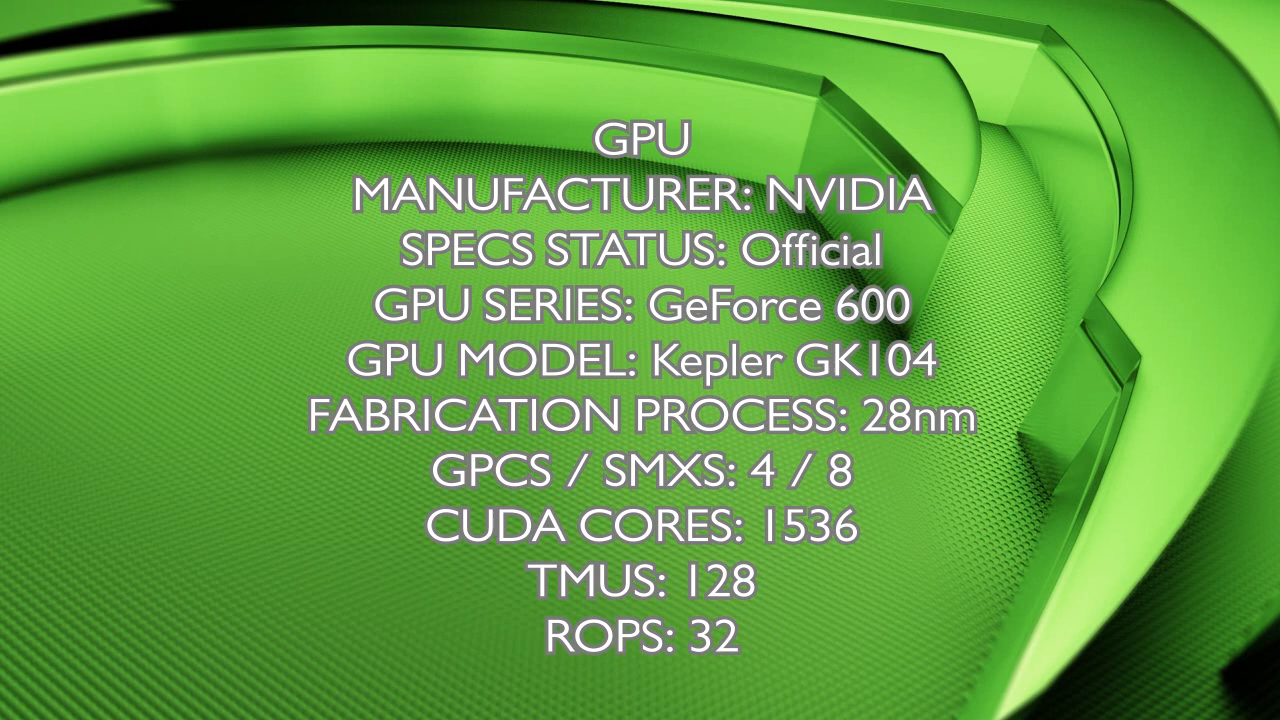 GPU
MANUFACTURER: NVIDIA
SPECS STATUS: Official
GPU SERIES: GeForce 600
GPU MODEL: Kepler GK104
FABRICATION PROCESS: 28nm
GPCS / SMXS: 4 / 8
CUDA CORES: 1536
TMUS: 128
ROPS: 32